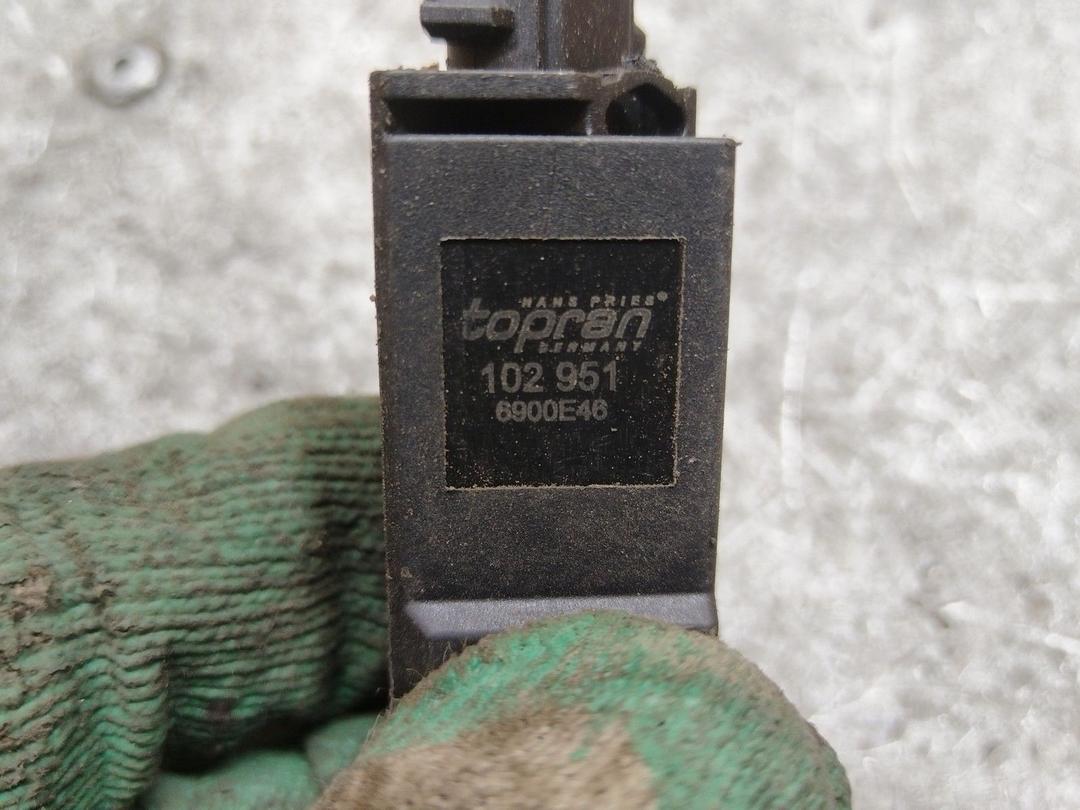 HANS PRIES®
topran
GERMANY
102 951
6900E46